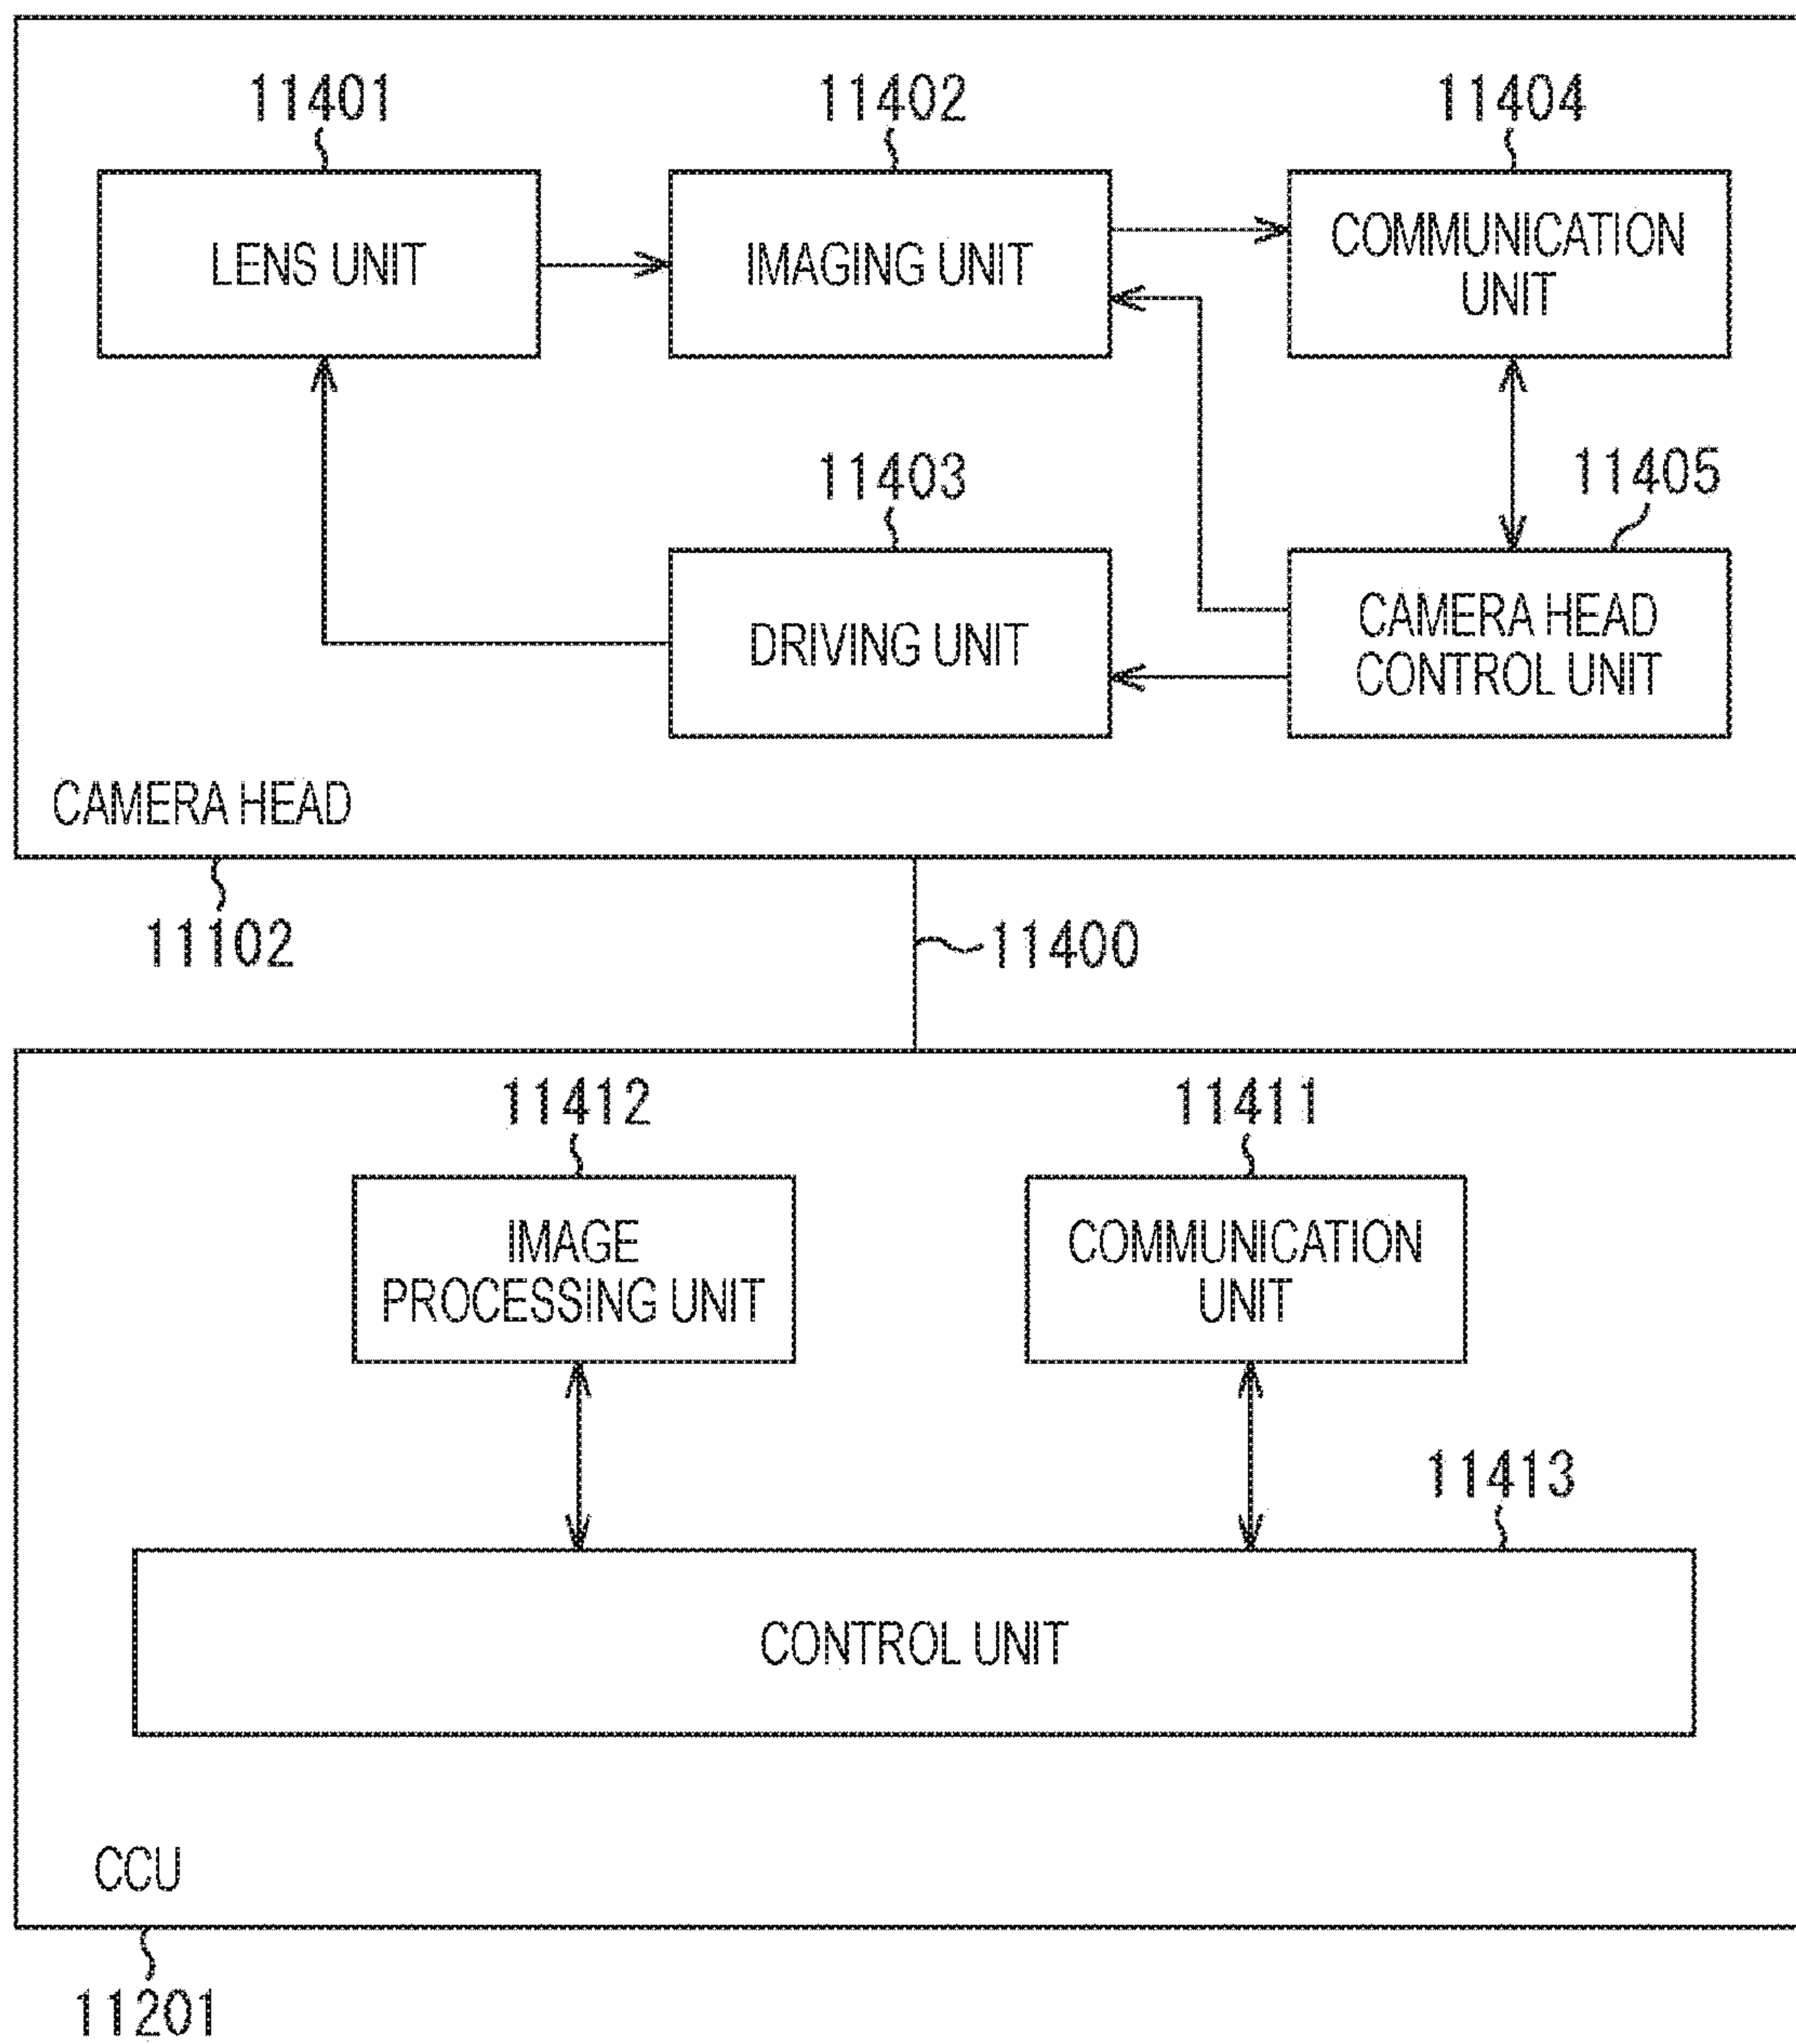 11401
11402
11404
LENS UNIT
IMAGING UNIT
COMMUNICATION
UNIT
11403
11405
DRIVING UNIT
CAMERA HEAD
CONTROL UNIT
CAMERA HEAD
11102
11400
11412
11411
IMAGE
PROCESSING UNIT
COMMUNICATION
UNIT
11413
CONTROL UNIT
CCU
11201